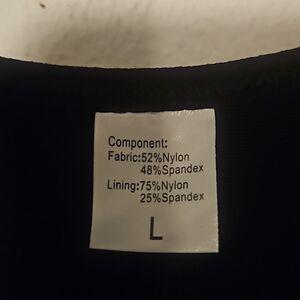 Component:
Fabric:52%Nylon
48%Spandex
Lining:75%Nylon
25%Spandex
L